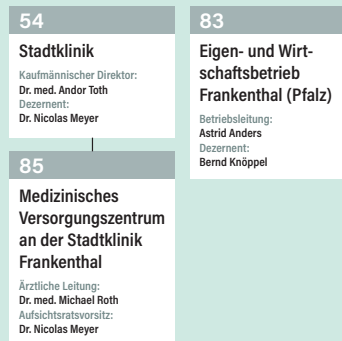 54
Stadtklinik
Kaufmännischer Direktor:
Dr. med. Andor Toth
Dezernent:
Dr. Nicolas Meyer
85
Medizinisches
Versorgungszentrum
an der Stadtklinik
Frankenthal
Ärztliche Leitung:
Dr. med. Michael Roth
Aufsichtsratsvorsitz:
Dr. Nicolas Meyer
83
Eigen- und Wirt-
schaftsbetrieb
Frankenthal (Pfalz)
Betriebsleitung:
Astrid Anders
Dezernent:
Bernd Knöppel